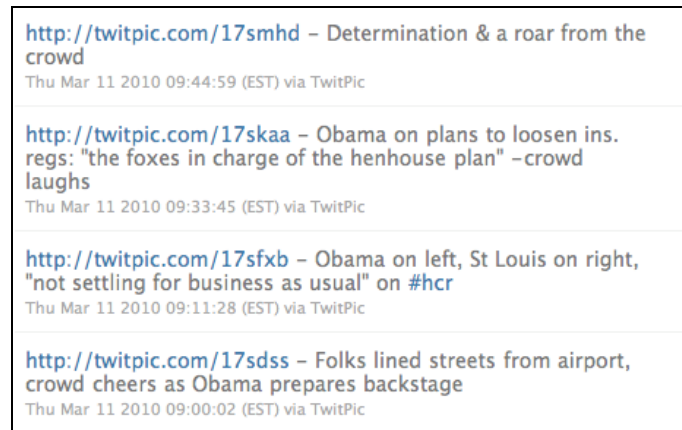 http://twitpic.com/17smhd – Determination & a roar from the
crowd
Thu Mar 11 2010 09:44:59 (EST) via TwitPic
http://twitpic.com/17skaa – Obama on plans to loosen ins.
regs: "the foxes in charge of the henhouse plan" –crowd
laughs
Thu Mar 11 2010 09:33:45 (EST) via TwitPic
http://twitpic.com/17sfxb – Obama on left, St Louis on right,
"not settling for business as usual" on #hcr
Thu Mar 11 2010 09:11:28 (EST) via TwitPic
http://twitpic.com/17sdss – Folks lined streets from airport,
crowd cheers as Obama prepares backstage
Thu Mar 11 2010 09:00:02 (EST) via TwitPic